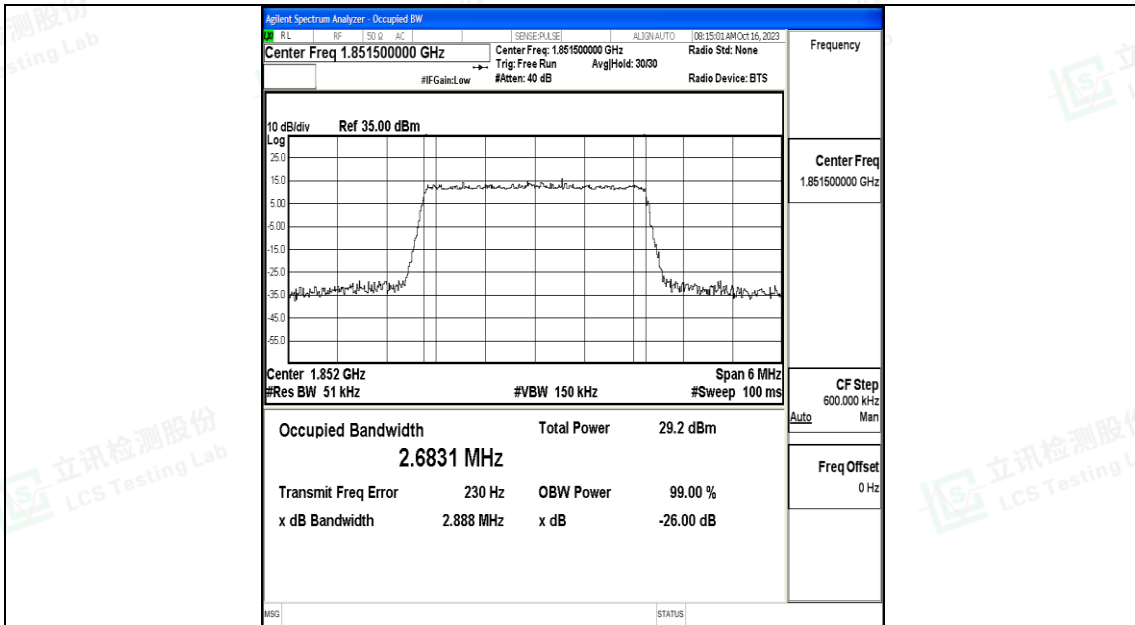 Agilent Spectrum Analyzer - Occupied BW
RL RF 50 Ω AC SENSE:PULSE ALIGN AUTO 08:15:01 AM Oct 16, 2023
Center Freq 1.851500000 GHz
Center Freq: 1.851500000 GHz
Radio Std: None
Trig: Free Run Avg|Hold: 30/30
#IFGain:Low
#Atten: 40 dB
Radio Device: BTS
10 dB/div Ref 35.00 dBm
Log
25.0
15.0
5.00
-5.00
-15.0
-25.0
-35.0
-45.0
-55.0
Center 1.852 GHz Span 6 MHz
#Res BW 51 kHz #VBW 150 kHz #Sweep 100 ms
Occupied Bandwidth Total Power 29.2 dBm
2.6831 MHz
Transmit Freq Error 230 Hz OBW Power 99.00 %
x dB Bandwidth 2.888 MHz x dB -26.00 dB
MSG STATUS
Frequency
Center Freq
1.851500000 GHz
CF Step
600.000 kHz
Auto Man
Freq Offset
0 Hz
立讯检测股份
LCS Testing Lab
立讯检测股份